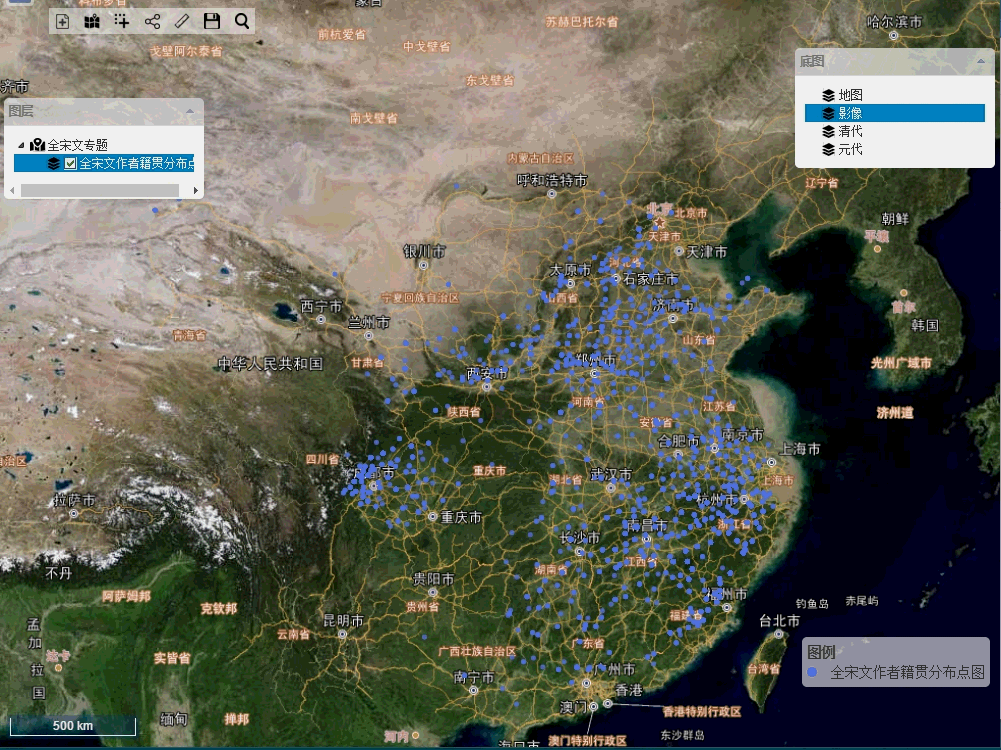 蒙古
苏赫巴托尔省
哈尔滨市
前杭爱省
中戈壁省
戈壁阿尔泰省
东戈壁省
南戈壁省
齐市
底图
地图
影像
清代
元代
图层
全宋文专题
全宋文作者籍贯分布点
内蒙古自治区
呼和浩特市
辽宁省
北京
北京市
朝鲜
平壤
天津市
天津市
银川市
河北省
太原市
石家庄市
宁夏回族自治区
山西省
西宁市
兰州市
济南市
首尔
韩国
青海省
山东省
中华人民共和国
甘肃省
郑州市
光州广域市
西安市
河南省
江苏省
济州道
陕西省
安徽省
合肥市
南京市
上海市
四川省
成都市
重庆市
湖北省
武汉市
上海市
自治区
拉萨市
杭州市
重庆市
南昌市
浙江省
长沙市
江西省
不丹
湖南省
贵阳市
阿萨姆邦
克钦邦
贵州省
福州市
钓鱼岛
赤尾屿
福建省
昆明市
台北市
孟加拉国
云南省
达卡
实皆省
广西壮族自治区
广东省
图例
全宋文作者籍贯分布点图
台湾省
南宁市
广州市
香港
澳门
香港特别行政区
500 km
缅甸
掸邦
河内
海口市
澳门特别行政区
东沙群岛